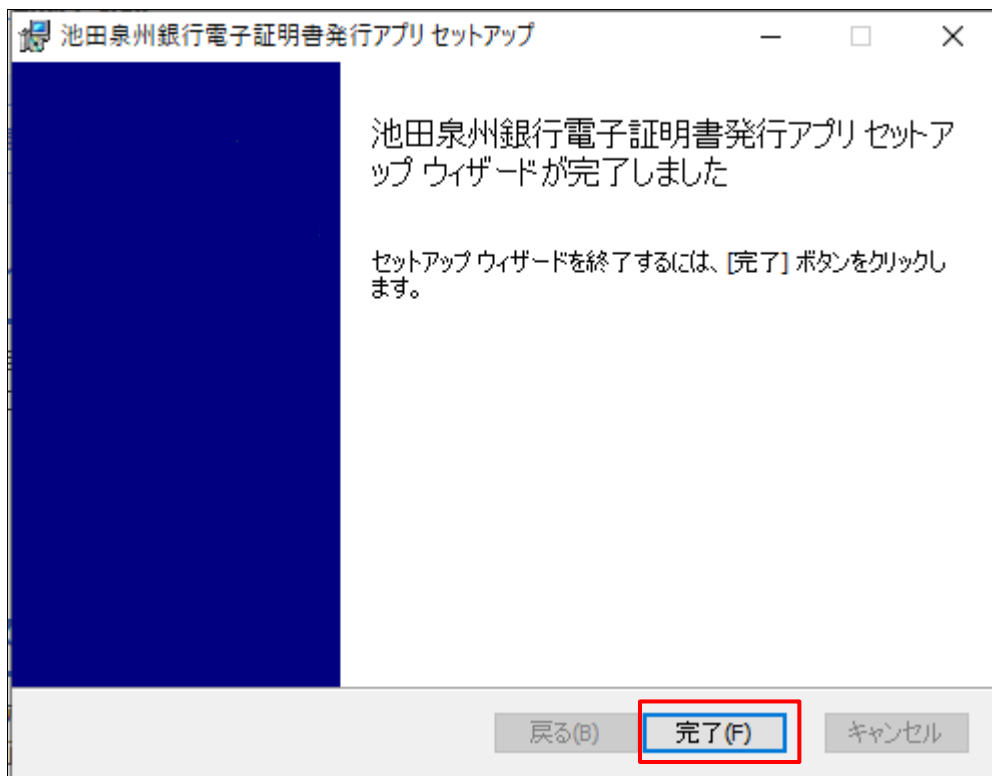 池田泉州銀行電子証明書発行アプリ セットアップ
池田泉州銀行電子証明書発行アプリ セットア
ップ ウィザードが完了しました
セットアップ ウィザードを終了するには、[完了] ボタンをクリックし
ます。
戻る(B)
完了(F)
キャンセル